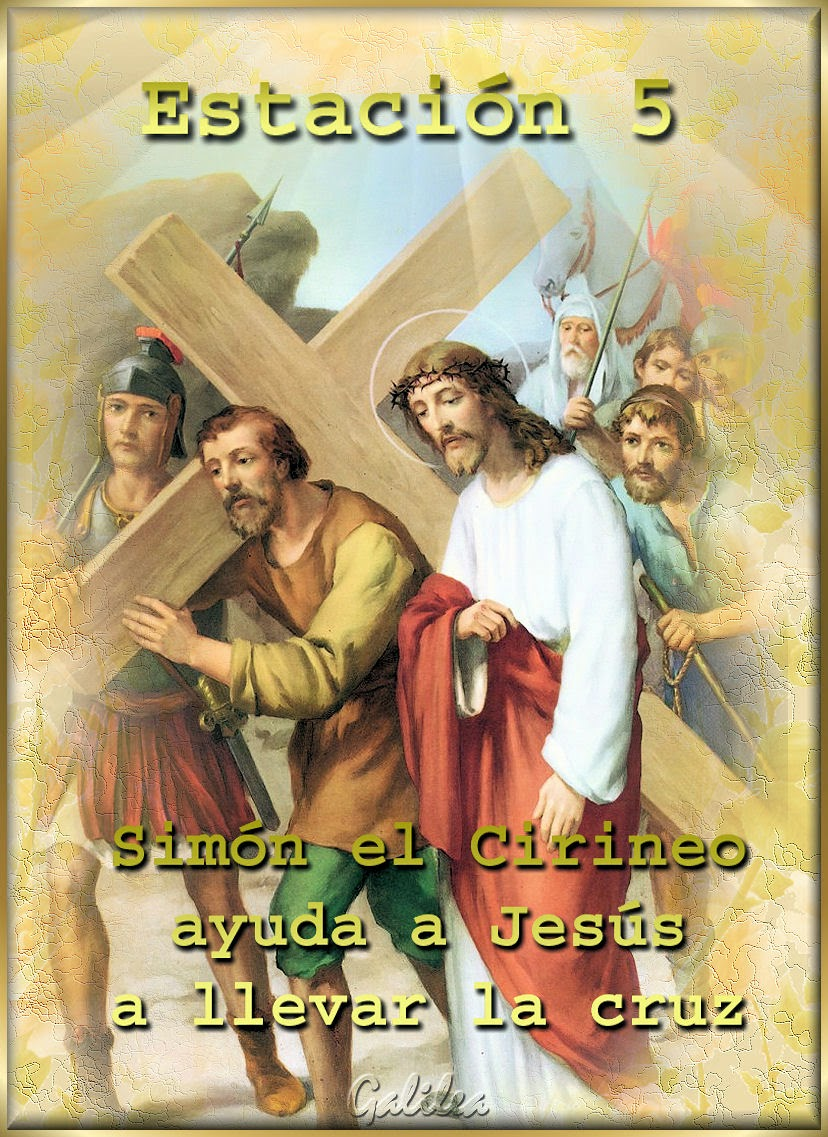 Estación 5
Simón el Cirineo
ayuda a Jesús
a llevar la cruz
Galilea